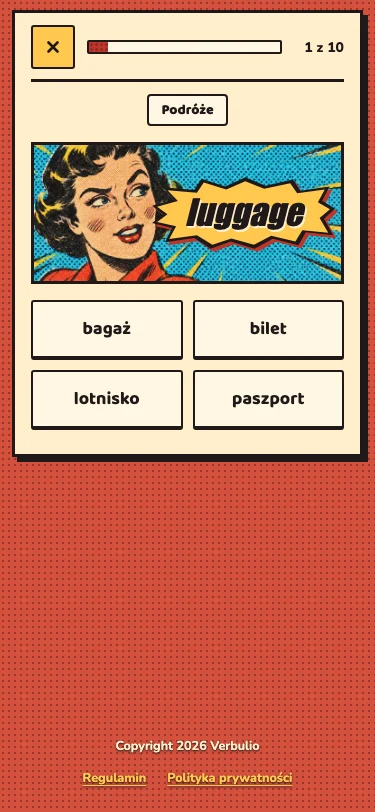 ✕
1 z 10
Podróże
luggage
bagaż
bilet
lotnisko
paszport
Copyright 2026 Verbulio
Regulamin
Polityka prywatności